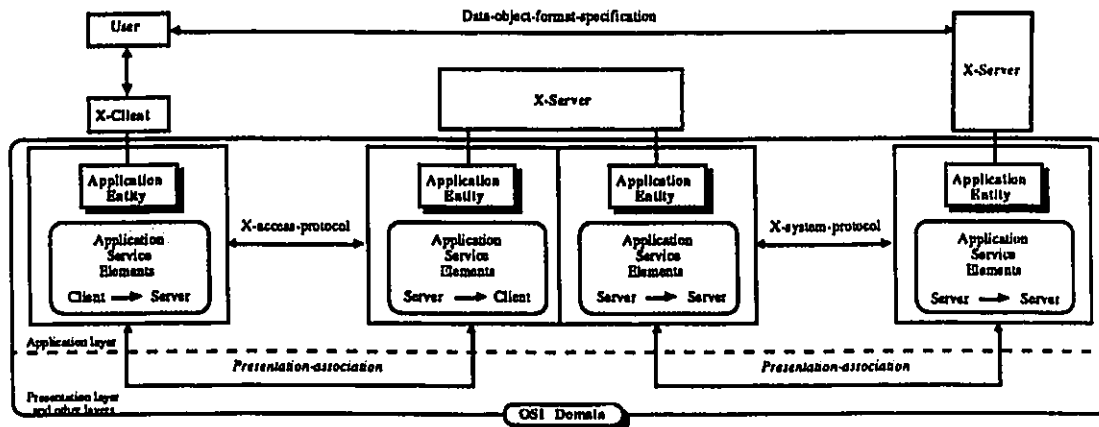 Data-object-format-specification
User
X-Server
X-Client
X-Server
Application
Entity
Application
Entity
Application
Entity
Application
Entity
X-access-protocol
X-system-protocol
Application
Service
Elements
Client Server
Application
Service
Elements
Server Client
Application
Service
Elements
Server Server
Application
Service
Elements
Server Server
Application layer
Presentation-association
Presentation-association
Presentation layer
and other layers
OSI Domain